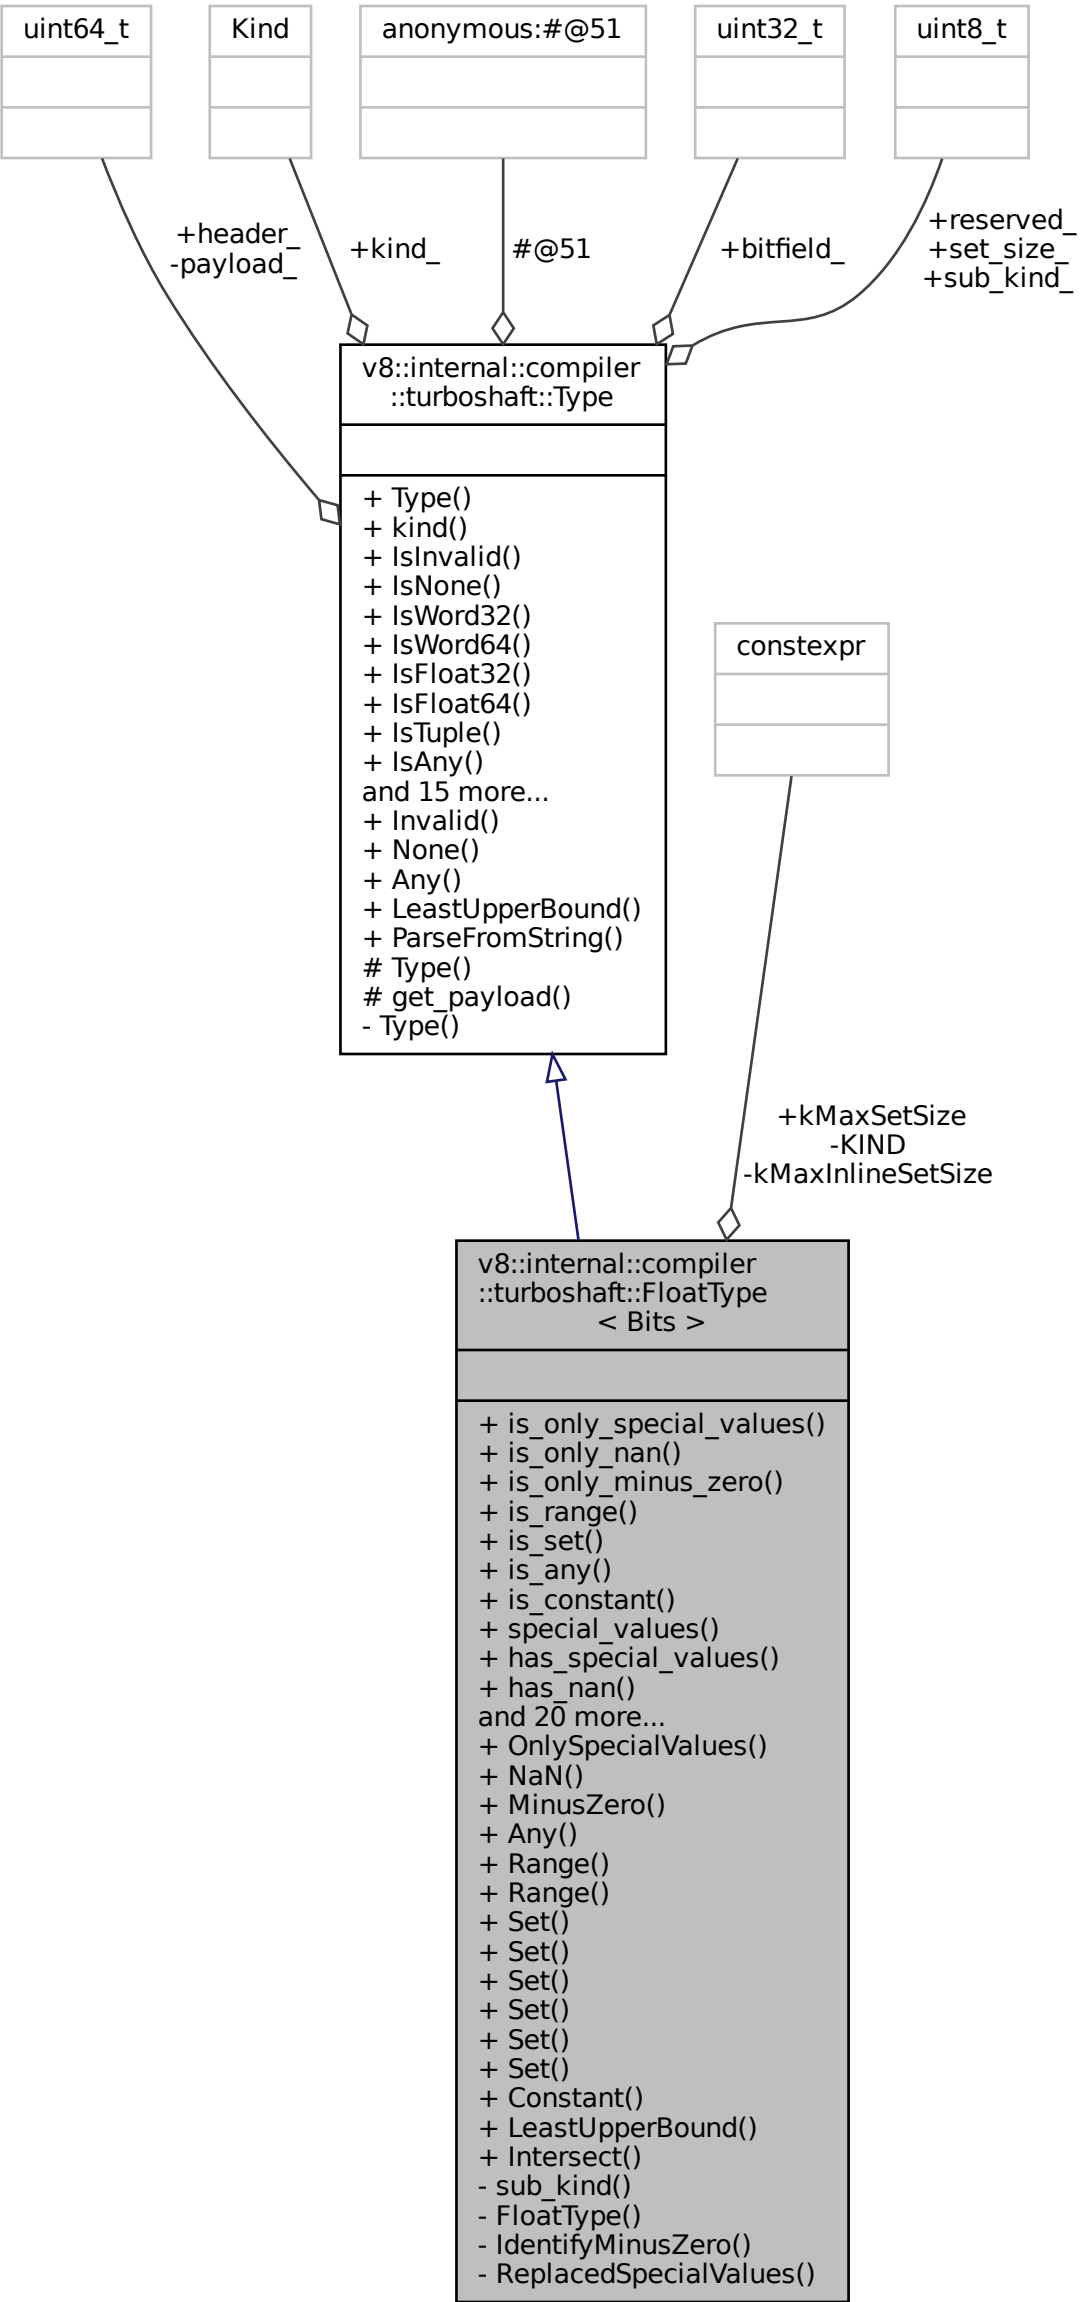 uint64_t
Kind
anonymous:#@51
uint32_t
uint8_t
+header_
-payload_
+kind_
#@51
+bitfield_
+reserved_
+set_size_
+sub_kind_
v8::internal::compiler
::turboshaft::Type
+ Type()
+ kind()
+ IsInvalid()
+ IsNone()
+ IsWord32()
+ IsWord64()
+ IsFloat32()
+ IsFloat64()
+ IsTuple()
+ IsAny()
and 15 more...
+ Invalid()
+ None()
+ Any()
+ LeastUpperBound()
+ ParseFromString()
# Type()
# get_payload()
- Type()
constexpr
+kMaxSetSize
-KIND
-kMaxInlineSetSize
v8::internal::compiler
::turboshaft::FloatType
< Bits >
+ is_only_special_values()
+ is_only_nan()
+ is_only_minus_zero()
+ is_range()
+ is_set()
+ is_any()
+ is_constant()
+ special_values()
+ has_special_values()
+ has_nan()
and 20 more...
+ OnlySpecialValues()
+ NaN()
+ MinusZero()
+ Any()
+ Range()
+ Range()
+ Set()
+ Set()
+ Set()
+ Set()
+ Set()
+ Set()
+ Constant()
+ LeastUpperBound()
+ Intersect()
- sub_kind()
- FloatType()
- IdentifyMinusZero()
- ReplacedSpecialValues()